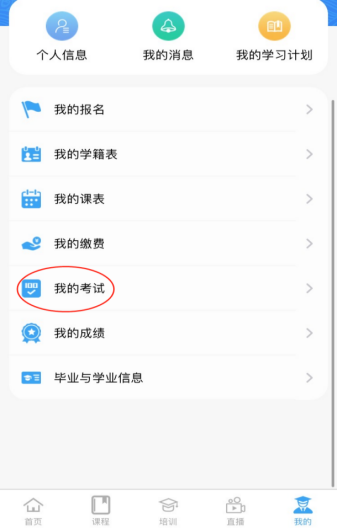 个人信息 我的消息 我的学习计划
我的报名
我的学籍表
我的课表
我的缴费
100
我的考试
我的成绩
毕业与学业信息
首页 课程 培训 直播 我的